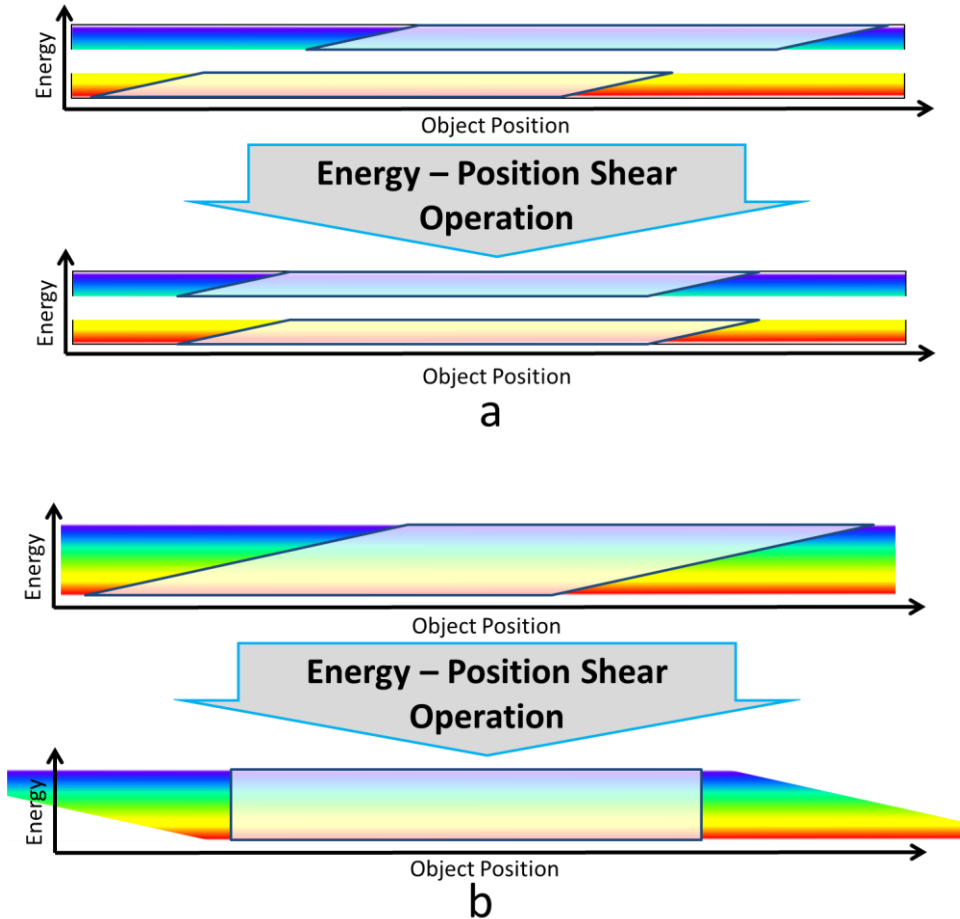 Energy
Object Position
Energy – Position Shear
Operation
Energy
Object Position
a
Energy
Object Position
Energy – Position Shear
Operation
Energy
Object Position
b